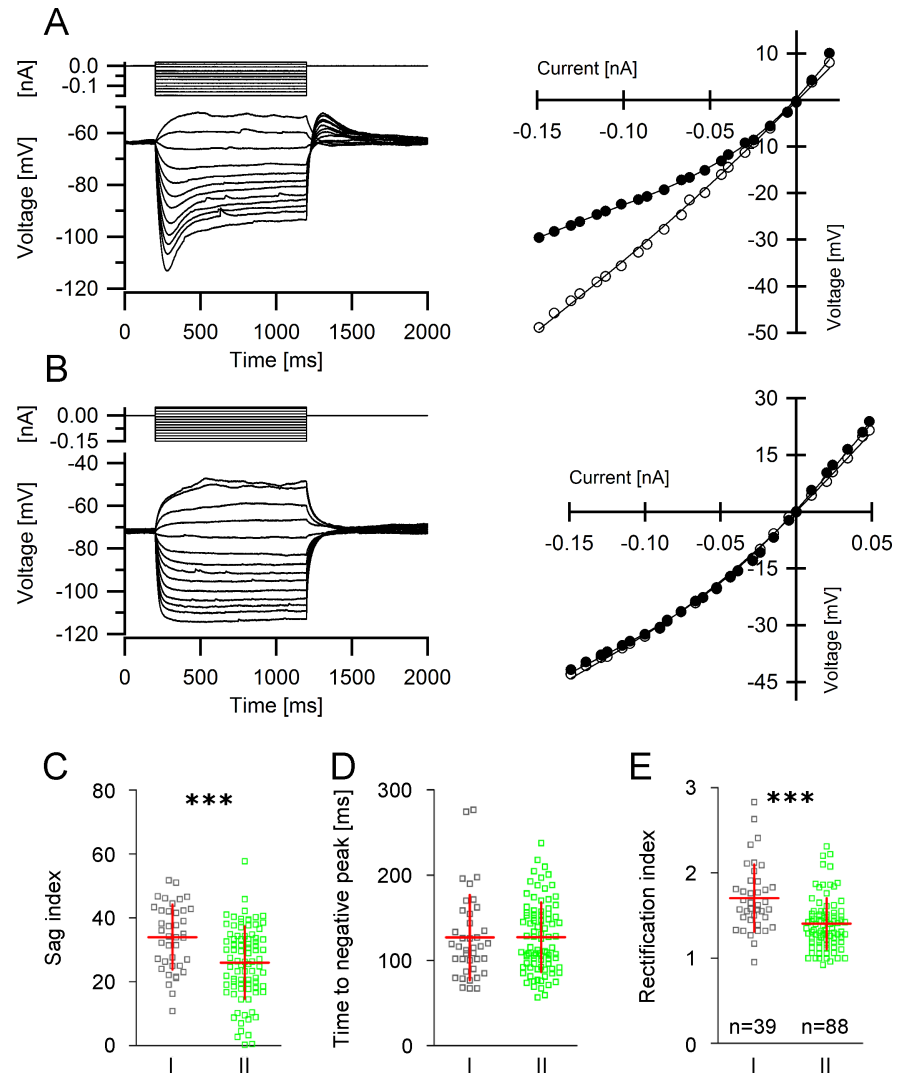 A
[nA]
0.0
-0.1
Voltage [mV]
-60
-80
-100
-120
0
500
1000
1500
2000
Time [ms]
Current [nA]
10
-0.15
-0.10
-0.05
-10
-20
-30
-40
-50
Voltage [mV]
B
[nA]
0.00
-0.15
Voltage [mV]
-40
-60
-80
-100
-120
0
500
1000
1500
2000
Time [ms]
30
15
Current [nA]
-0.15
-0.10
-0.05
0.05
-15
-30
-45
Voltage [mV]
C
Sag index
80
60
40
20
0
***
I
II
D
Time to negative peak [ms]
300
200
100
0
I
II
E
Rectification index
3
2
1
0
***
n=39
n=88
I
II